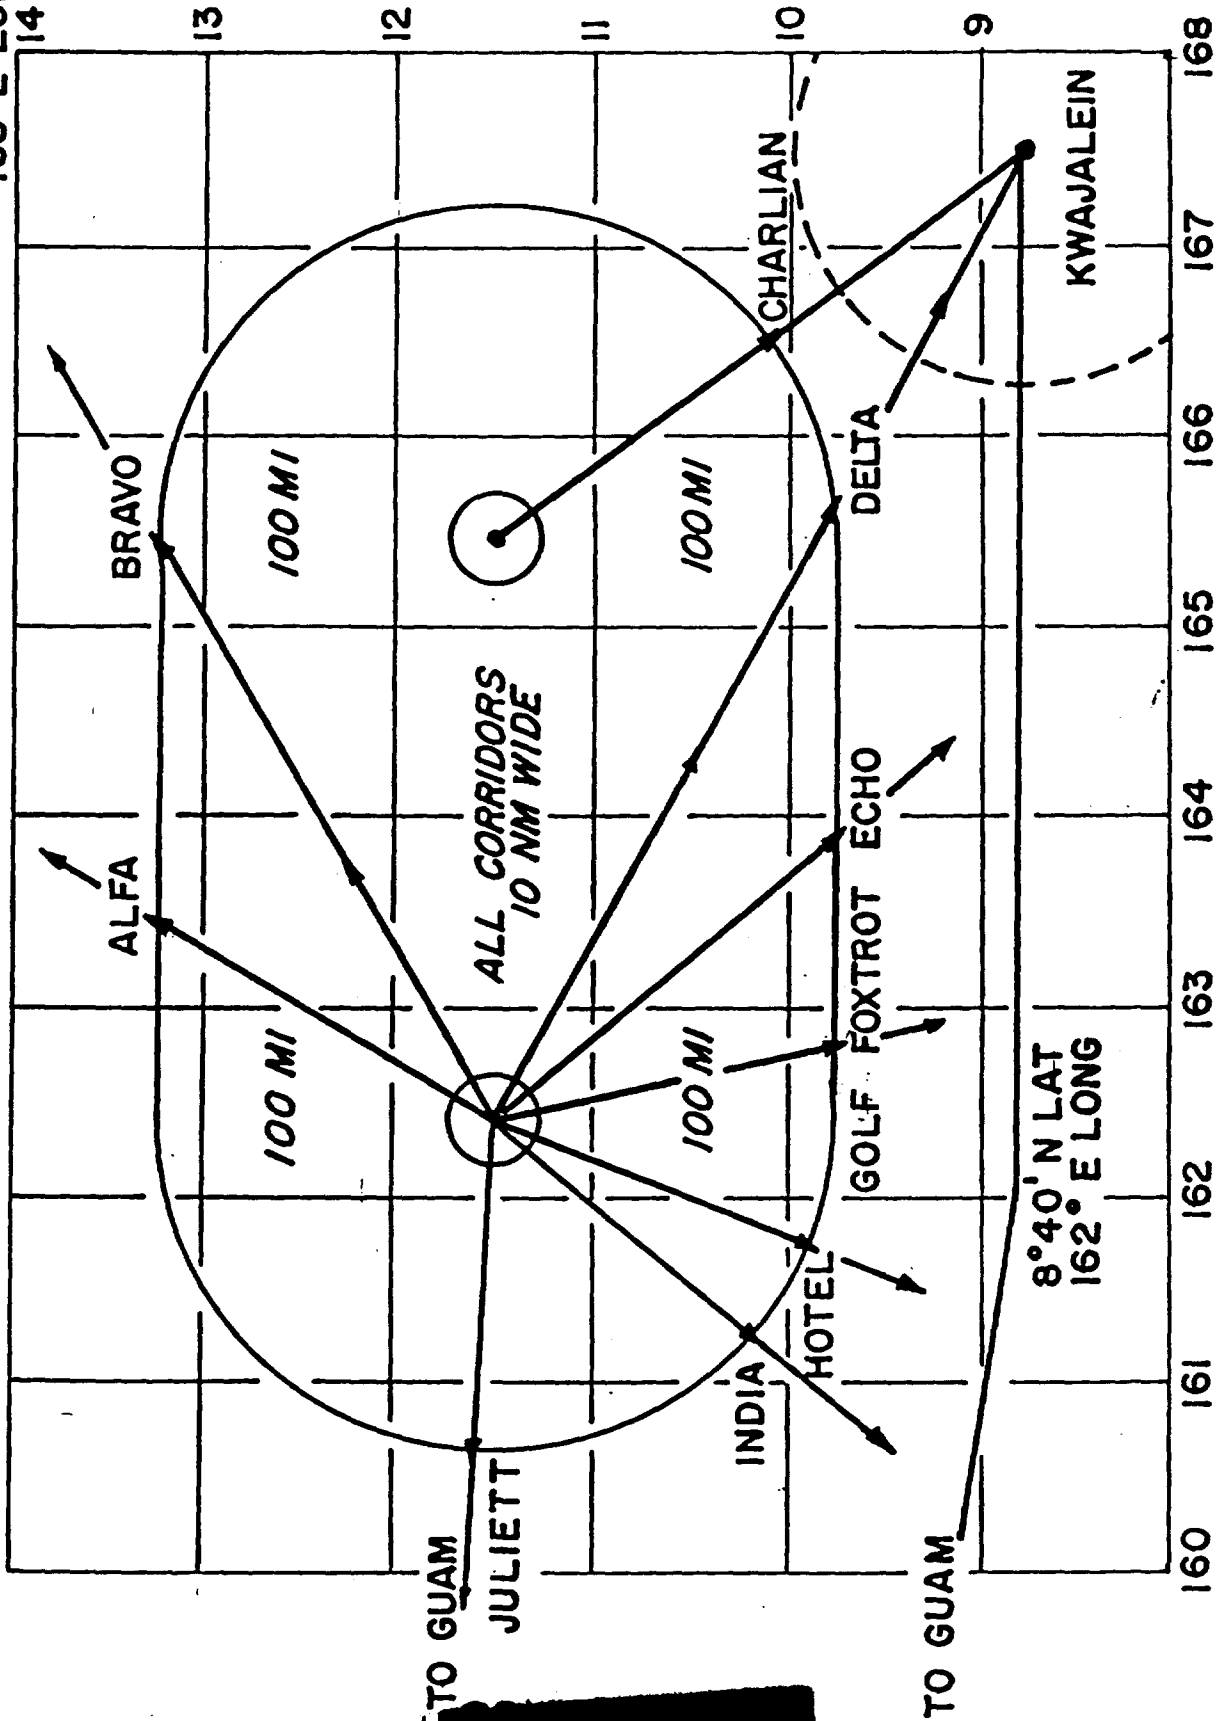 14
13
12
11
10
9
BRAVO
ALFA
100 MI
100 MI
CHARLIAN
ALL CORRIDORS
10 NM WIDE
100 MI
100 MI
DELTA
ECHO
FOXTROT
GOLF
HOTEL
INDIA
JULIETT
TO GUAM
TO GUAM
KWAJALEIN
8°40' N LAT
162° E LONG
160
161
162
163
164
165
166
167
168